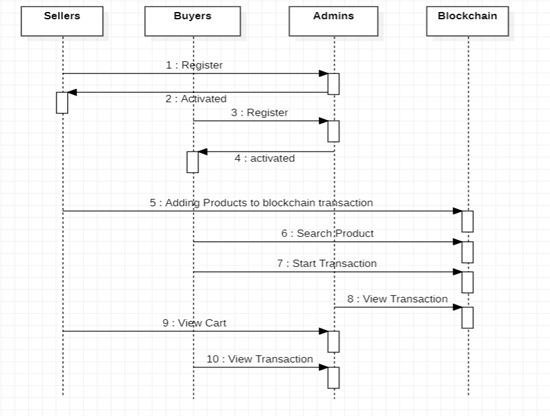 Sellers Buyers Admins Blockchain
1 : Register
2 : Activated
3 : Register
4 : activated
5 : Adding Products to blockchain transaction
6 : Search Product
7 : Start Transaction
8 : View Transaction
9 : View Cart
10 : View Transaction